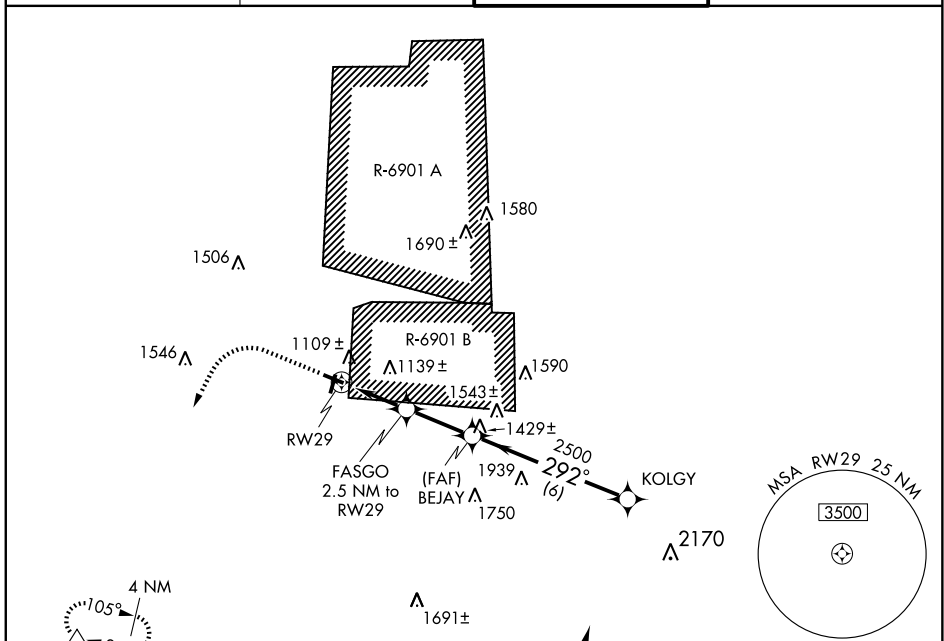 R-6901 A
1580
1690 ±
1506
R-6901 B
1109 ±
1546
1139 ±
1590
1543 ±
1429 ±
RW29
2500
292°
(6)
FASGO
2.5 NM to
RW29
(FAF)
BEJAY
1939
1750
KOLGY
MSA RW29 25 NM
3500
2170
4 NM
105°
1691 ±